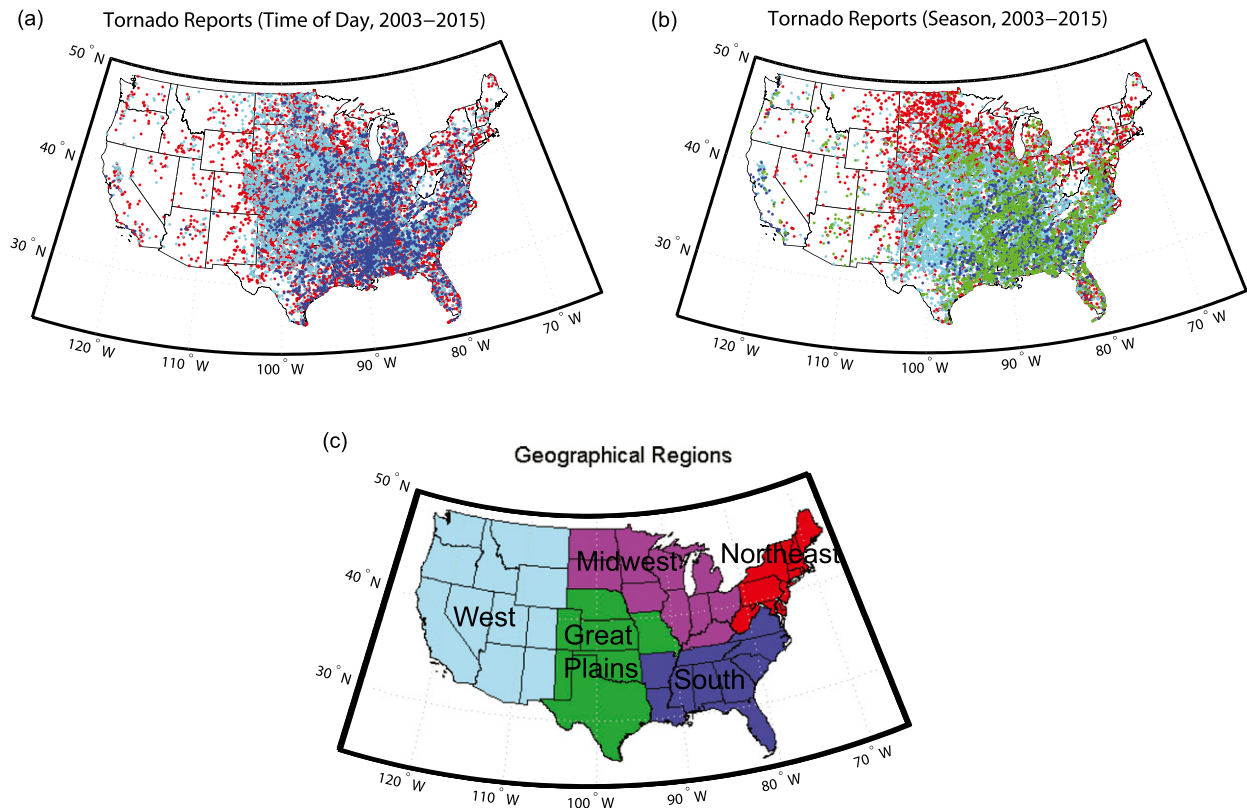 (a)
Tornado Reports (Time of Day, 2003−2015)
50° N
40° N
30° N
120° W
110° W
100° W
90° W
80° W
70° W
(b)
Tornado Reports (Season, 2003−2015)
50° N
40° N
30° N
120° W
110° W
100° W
90° W
80° W
70° W
(c)
Geographical Regions
50° N
40° N
30° N
Midwest
Northeast
West
Great
Plains
South
120° W
110° W
100° W
90° W
80° W
70° W